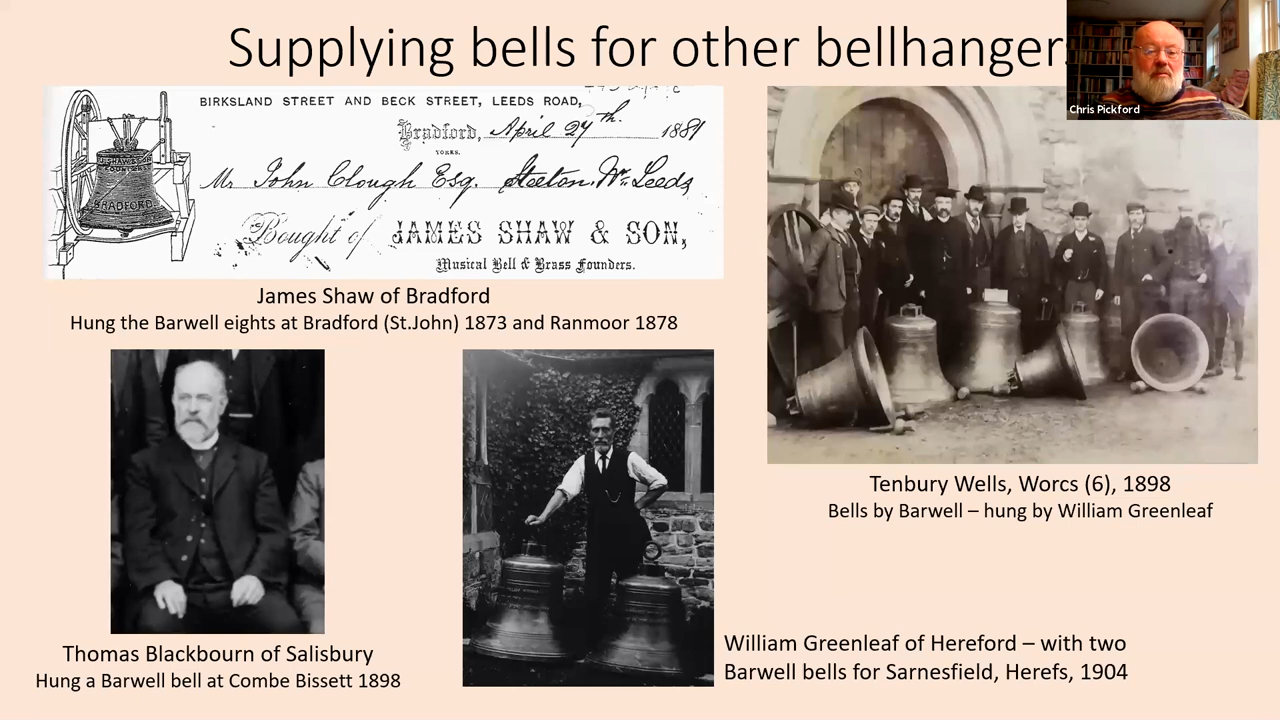 Supplying bells for other bellhangers
Chris Pickford
BIRKSLAND STREET AND BECK STREET, LEEDS ROAD,
Bradford, April 27th. 1881
YORKS.
Mr John Clough Esq. Steeton. Nr. Leeds
Bought of JAMES SHAW & SON,
Musical Bell & Brass Founders.
BRADFORD
James Shaw of Bradford
Hung the Barwell eights at Bradford (St.John) 1873 and Ranmoor 1878
Tenbury Wells, Worcs (6), 1898
Bells by Barwell – hung by William Greenleaf
Thomas Blackbourn of Salisbury
Hung a Barwell bell at Combe Bissett 1898
William Greenleaf of Hereford – with two
Barwell bells for Sarnesfield, Herefs, 1904